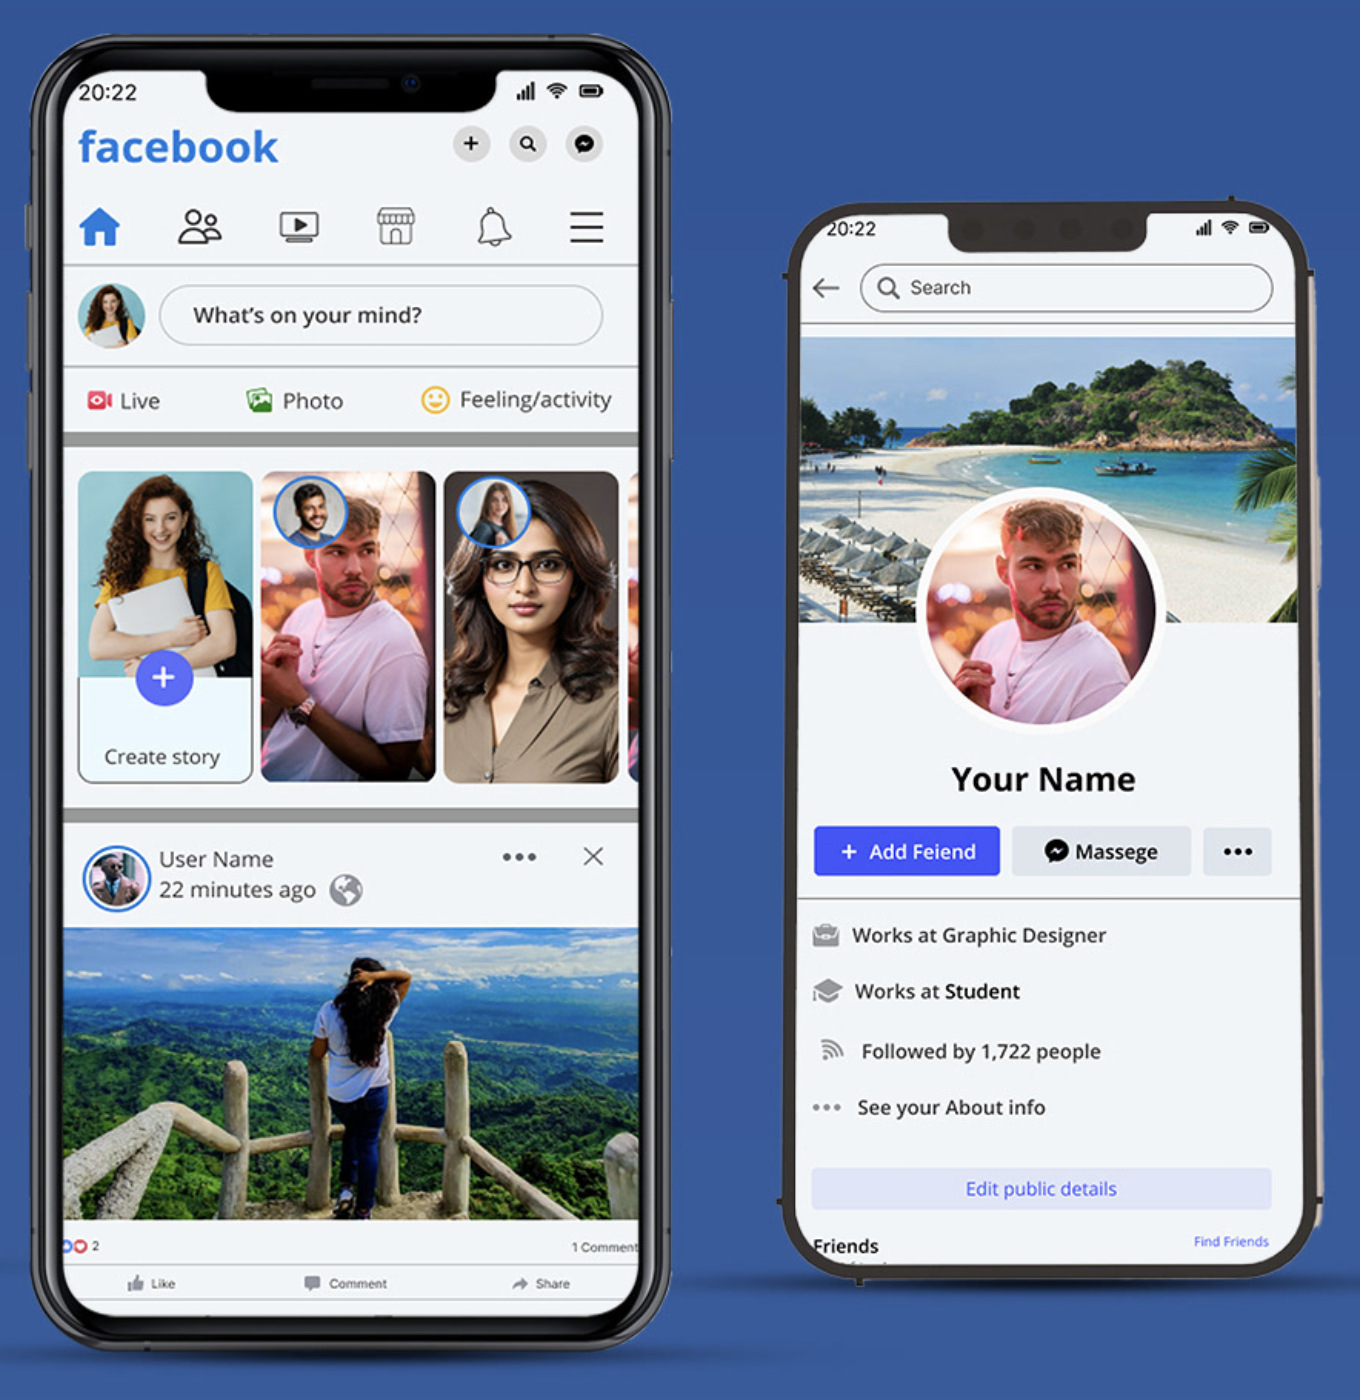 20:22
facebook
What's on your mind?
Live
Photo
Feeling/activity
Create story
User Name
22 minutes ago
2
1 Comment
Like
Comment
Share
20:22
Search
Your Name
+ Add Feiend
Massege
Works at Graphic Designer
Works at Student
Followed by 1,722 people
See your About info
Edit public details
Friends
Find Friends